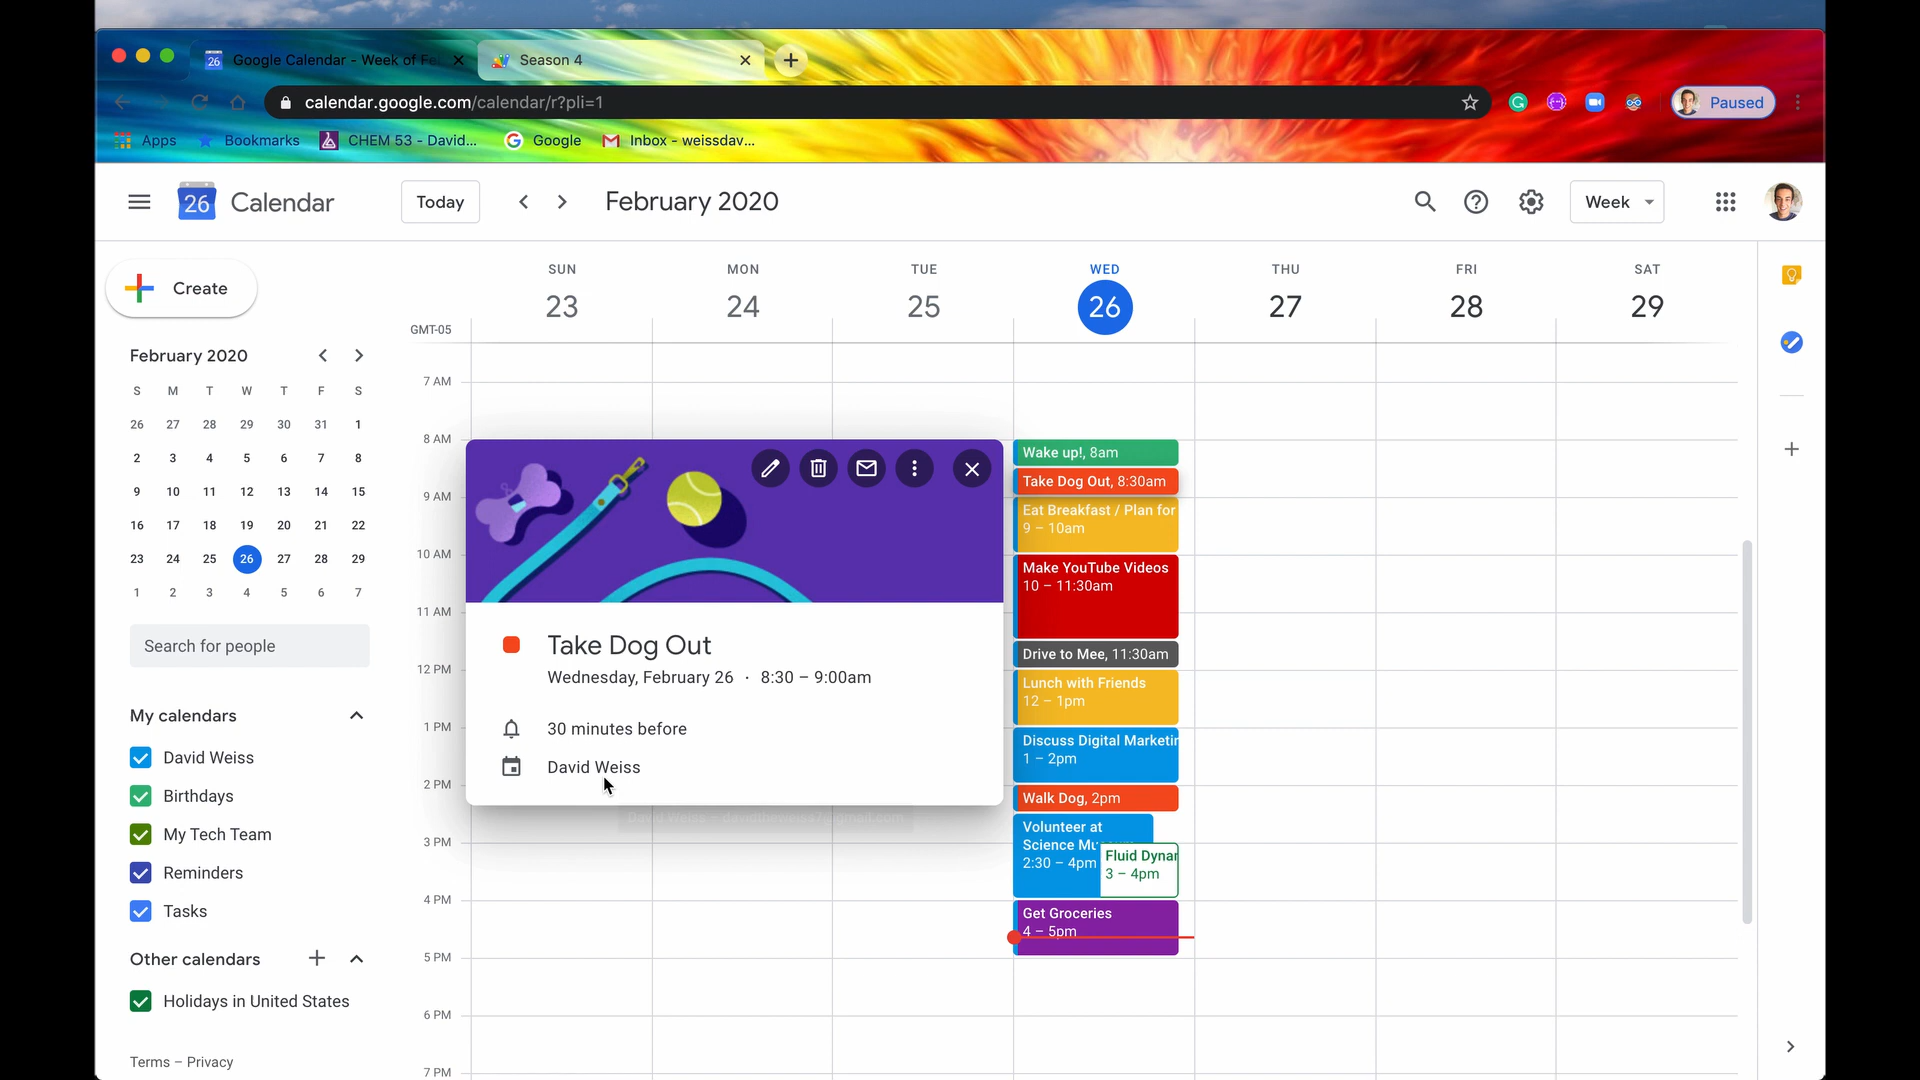 26 Google Calendar - Week of Fe
Season 4
calendar.google.com/calendar/r?pli=1
Paused
Apps
Bookmarks
CHEM 53 - David...
Google
Inbox - weissdav...
26
Calendar
Today
February 2020
Week
Create
SUN MON TUE WED THU FRI SAT
23 24 25 26 27 28 29
GMT-05
February 2020
S M T W T F S
26 27 28 29 30 31 1
2 3 4 5 6 7 8
9 10 11 12 13 14 15
16 17 18 19 20 21 22
23 24 25 26 27 28 29
1 2 3 4 5 6 7
Search for people
My calendars
David Weiss
Birthdays
My Tech Team
Reminders
Tasks
Other calendars
Holidays in United States
Terms – Privacy
7 AM
8 AM
9 AM
10 AM
11 AM
12 PM
1 PM
2 PM
3 PM
4 PM
5 PM
6 PM
7 PM
Take Dog Out
Wednesday, February 26 · 8:30 – 9:00am
30 minutes before
David Weiss
Wake up!, 8am
Take Dog Out, 8:30am
Eat Breakfast / Plan for
9 – 10am
Make YouTube Videos
10 – 11:30am
Drive to Mee, 11:30am
Lunch with Friends
12 – 1pm
Discuss Digital Marketin
1 – 2pm
Walk Dog, 2pm
Volunteer at
Science Mu
2:30 – 4pm
Fluid Dynar
3 – 4pm
Get Groceries
4 – 5pm